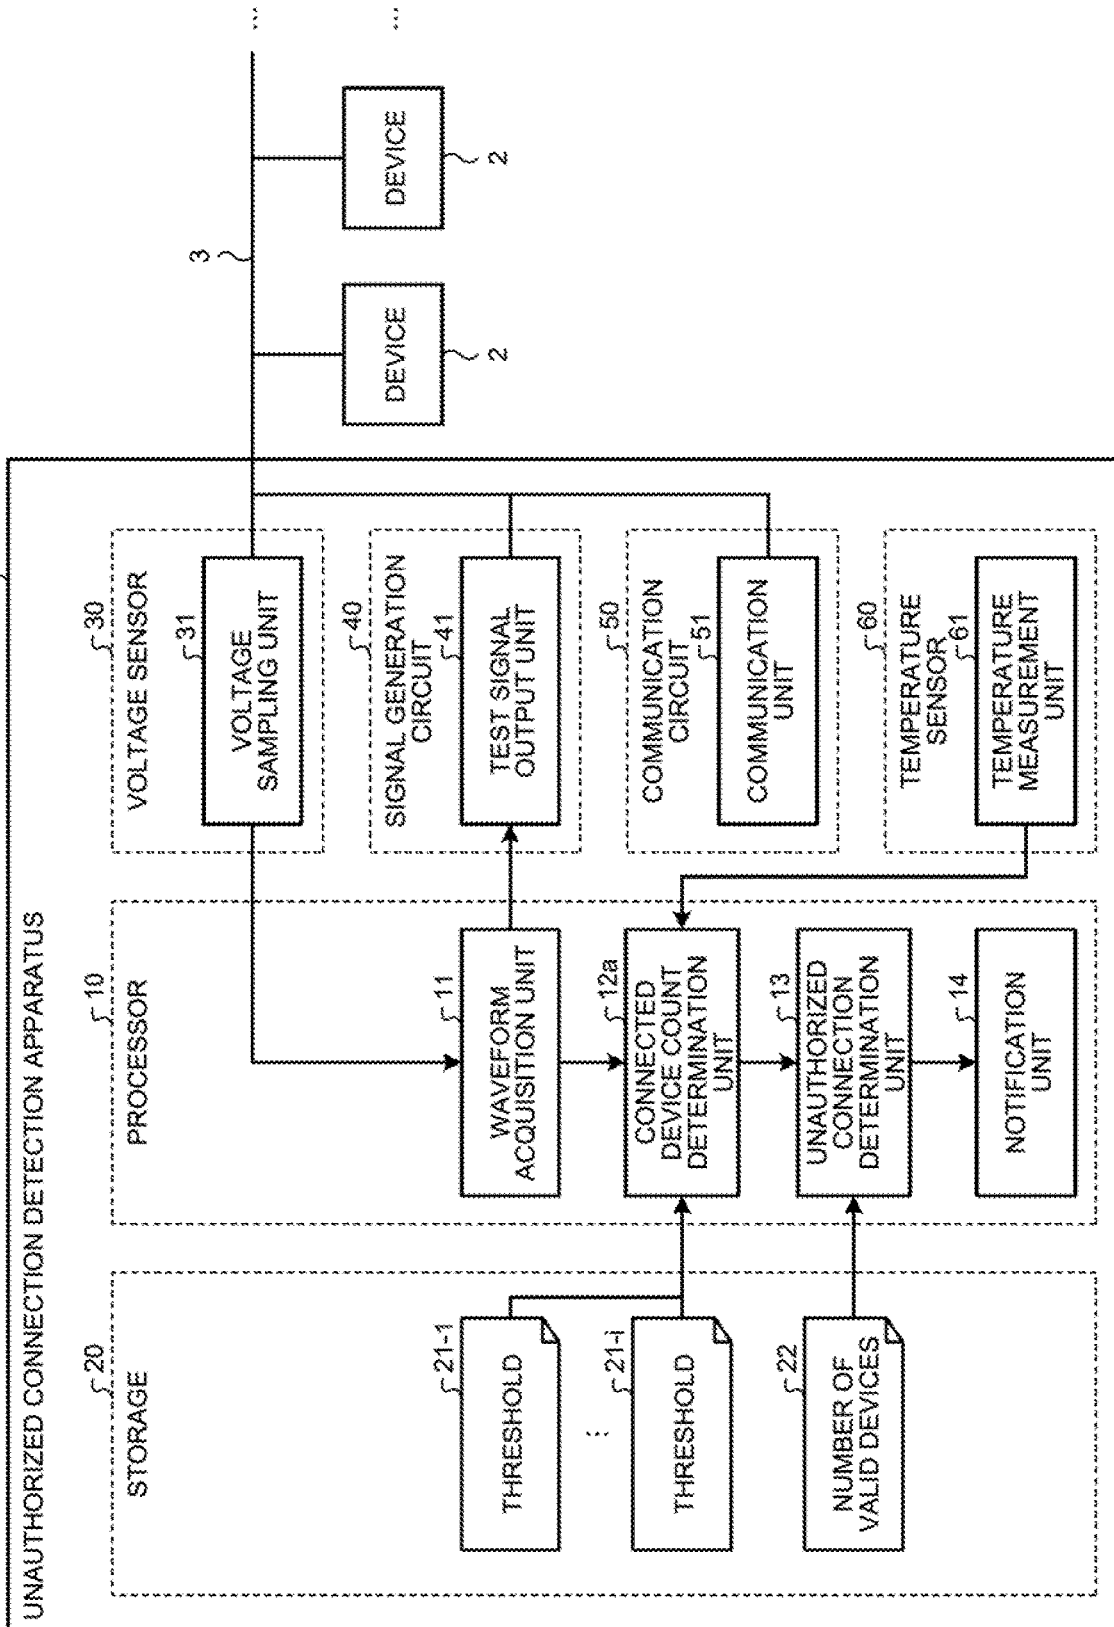 UNAUTHORIZED CONNECTION DETECTION APPARATUS
20
STORAGE
21-1
THRESHOLD
...
21-i
THRESHOLD
22
NUMBER OF
VALID DEVICES
10
PROCESSOR
11
WAVEFORM
ACQUISITION UNIT
12a
CONNECTED
DEVICE COUNT
DETERMINATION
UNIT
13
UNAUTHORIZED
CONNECTION
DETERMINATION
UNIT
14
NOTIFICATION
UNIT
30
VOLTAGE SENSOR
31
VOLTAGE
SAMPLING UNIT
40
SIGNAL GENERATION
CIRCUIT
41
TEST SIGNAL
OUTPUT UNIT
50
COMMUNICATION
CIRCUIT
51
COMMUNICATION
UNIT
60
TEMPERATURE
SENSOR
61
TEMPERATURE
MEASUREMENT
UNIT
3
DEVICE
2
DEVICE
2
...
...